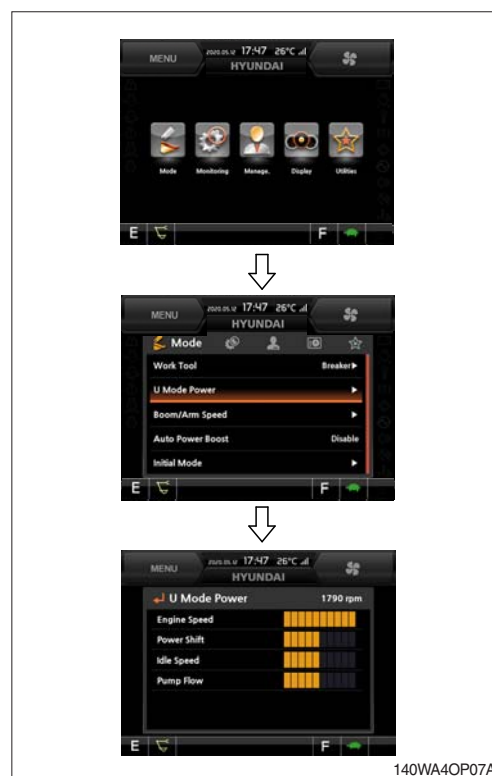 MENU 2020.05.12 17:47 26°C
HYUNDAI
Mode Monitoring Manage. Display Utilities
E F
MENU 2020.05.12 17:47 26°C
HYUNDAI
Mode
Work Tool Breaker
U Mode Power
Boom/Arm Speed
Auto Power Boost Disable
Initial Mode
E F
MENU 2020.05.12 17:47 26°C
HYUNDAI
U Mode Power 1790 rpm
Engine Speed
Power Shift
Idle Speed
Pump Flow
E F
140WA4OP07A